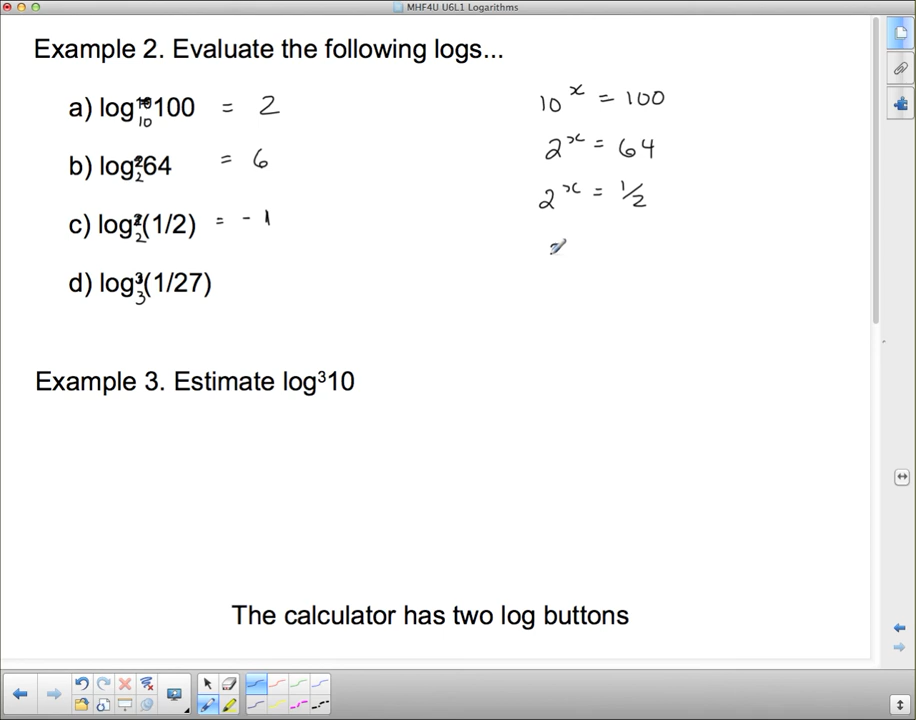 MHF4U U6L1 Logarithms
Example 2. Evaluate the following logs...
a) log₁₀100 = 2
10ˣ = 100
b) log₂64 = 6
2ˣ = 64
c) log₂(1/2) = -1
2ˣ = 1/2
d) log₃(1/27)
Example 3. Estimate log³10
The calculator has two log buttons